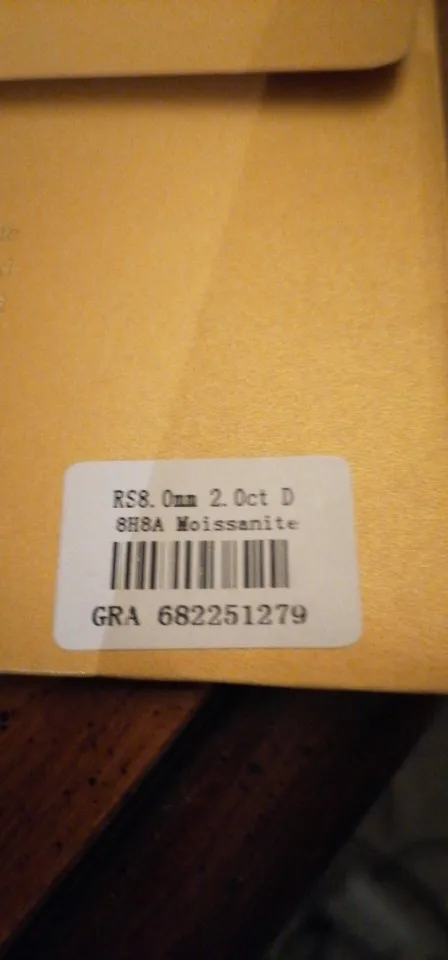 RS8.0mm 2.0ct D
8H8A Moissanite
GRA 682251279